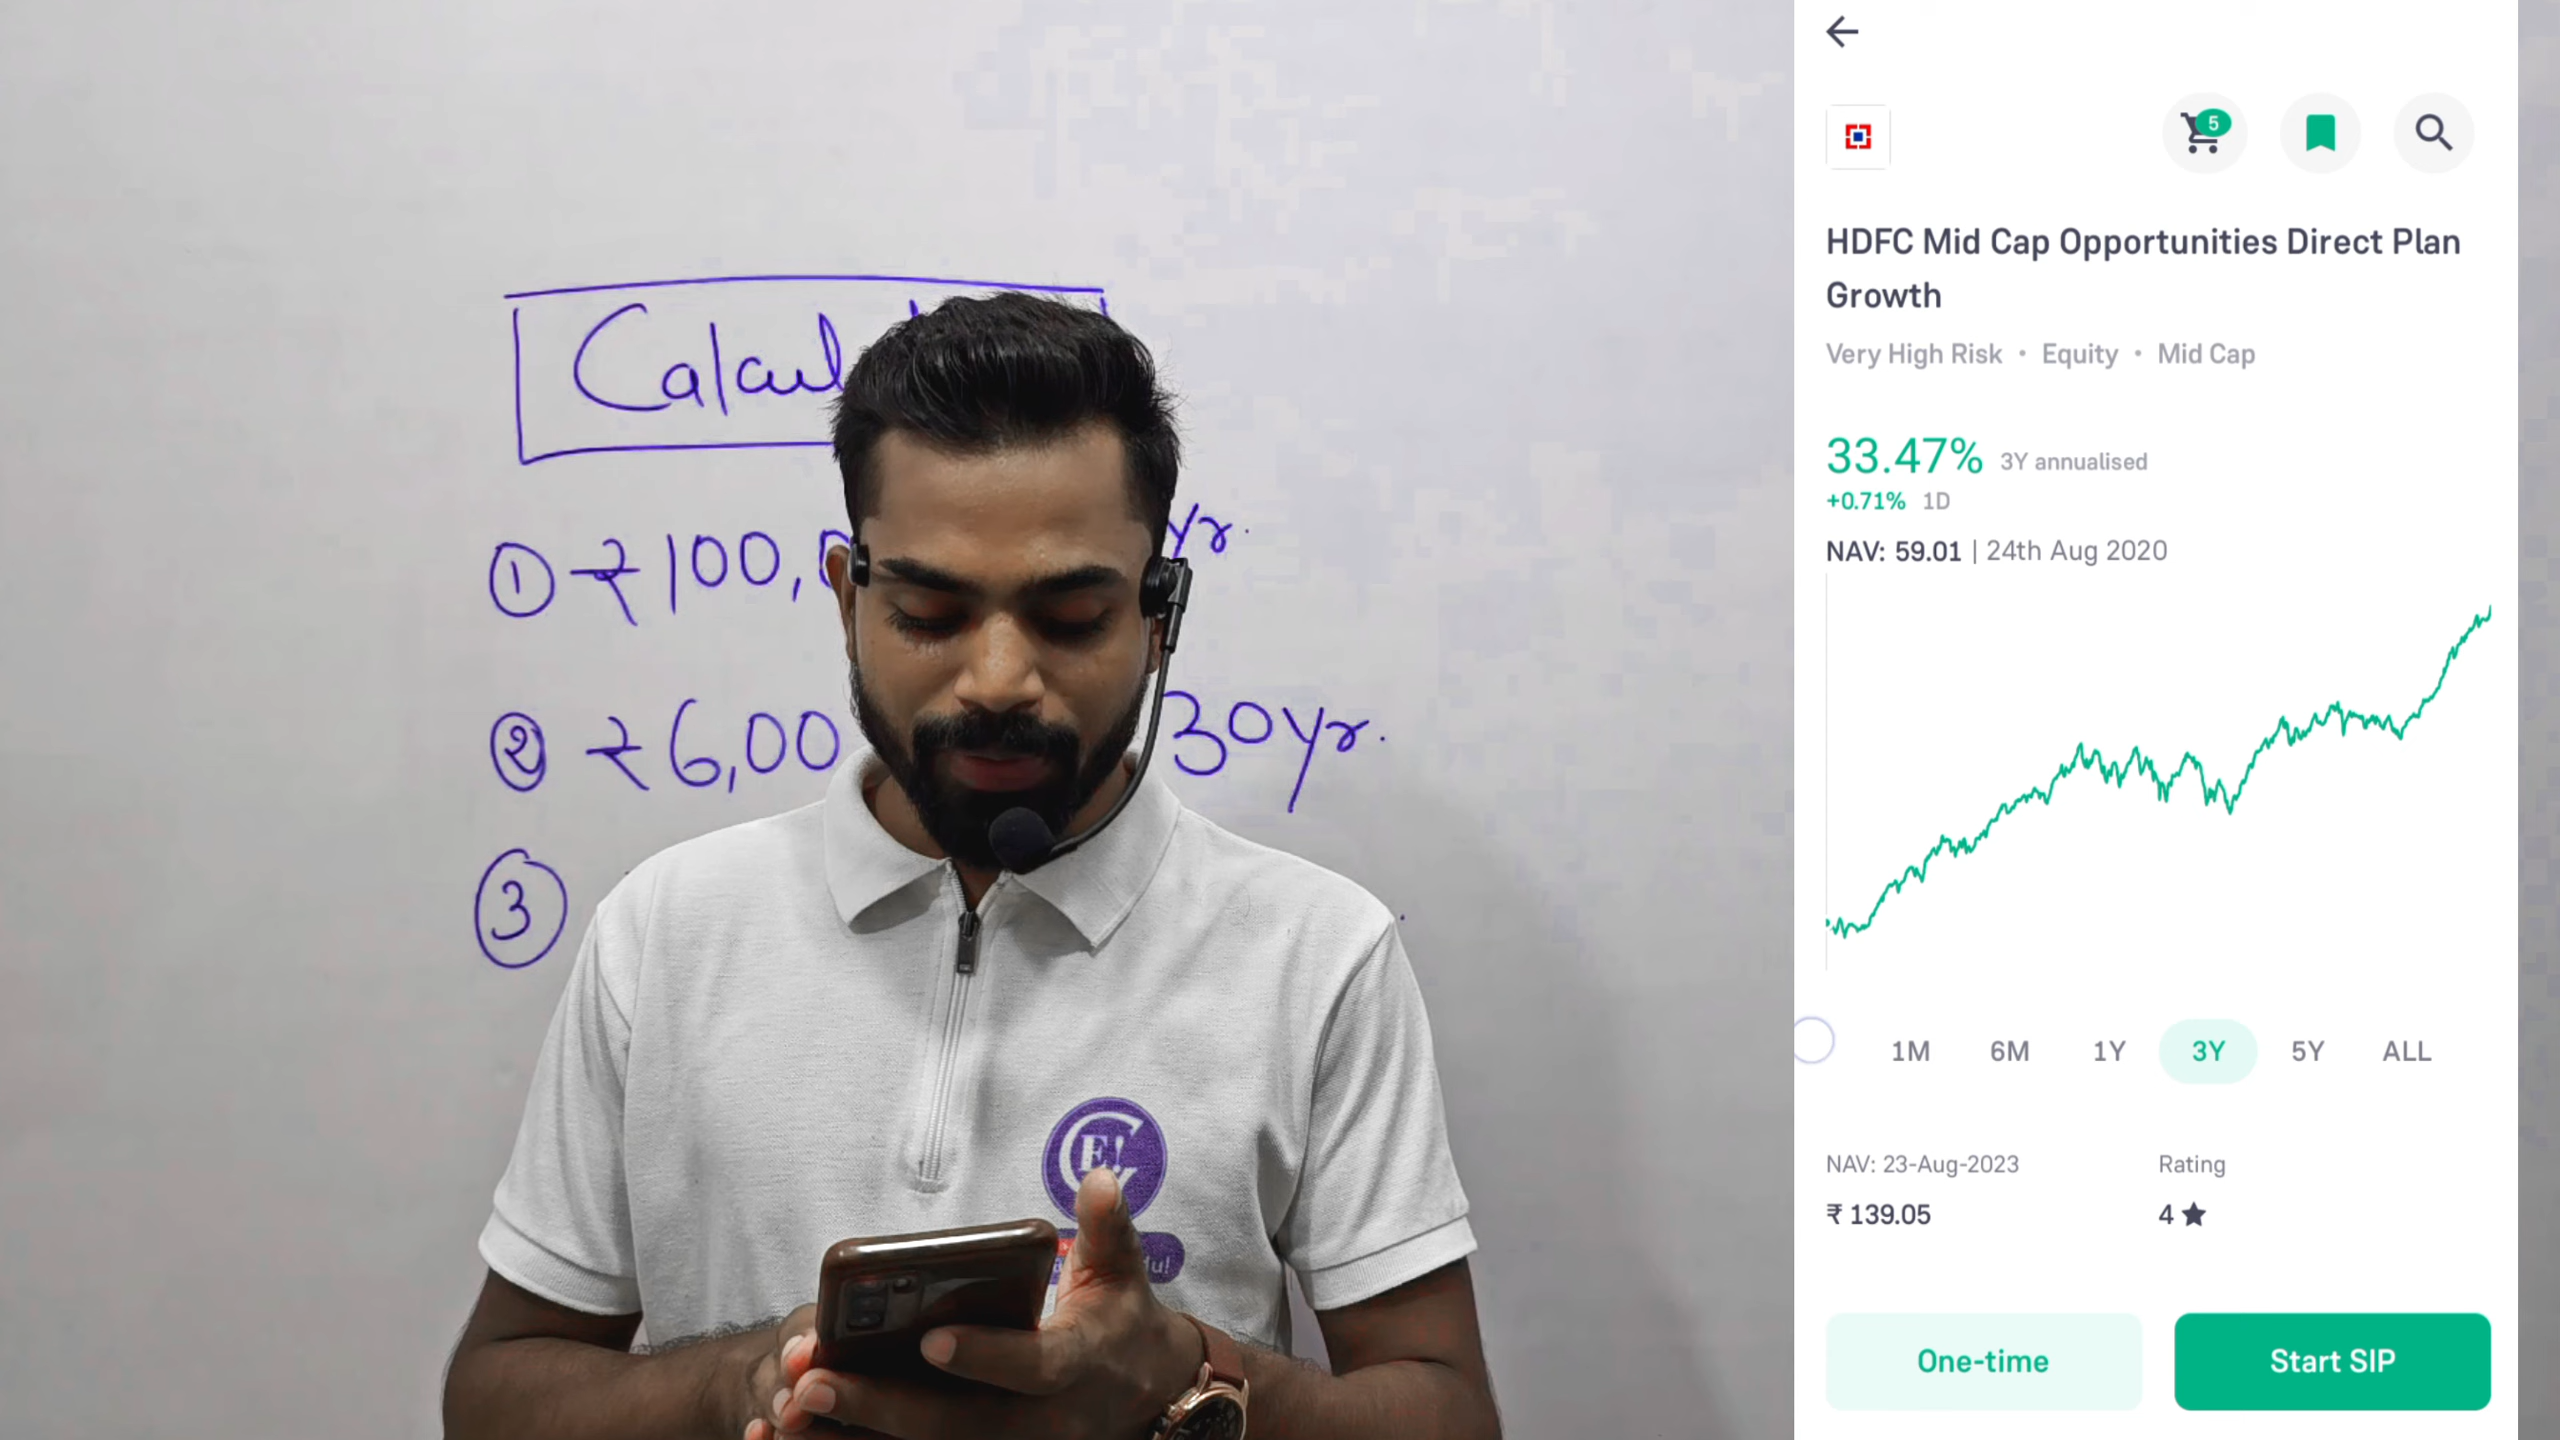 ① ₹100,
yr.
② ₹6,00
30yr.
③
E!
du!
5
HDFC Mid Cap Opportunities Direct Plan
Growth
Very High Risk • Equity • Mid Cap
33.47% 3Y annualised
+0.71% 1D
NAV: 59.01 | 24th Aug 2020
1M 6M 1Y 3Y 5Y ALL
NAV: 23-Aug-2023 Rating
₹ 139.05 4 ★
One-time Start SIP